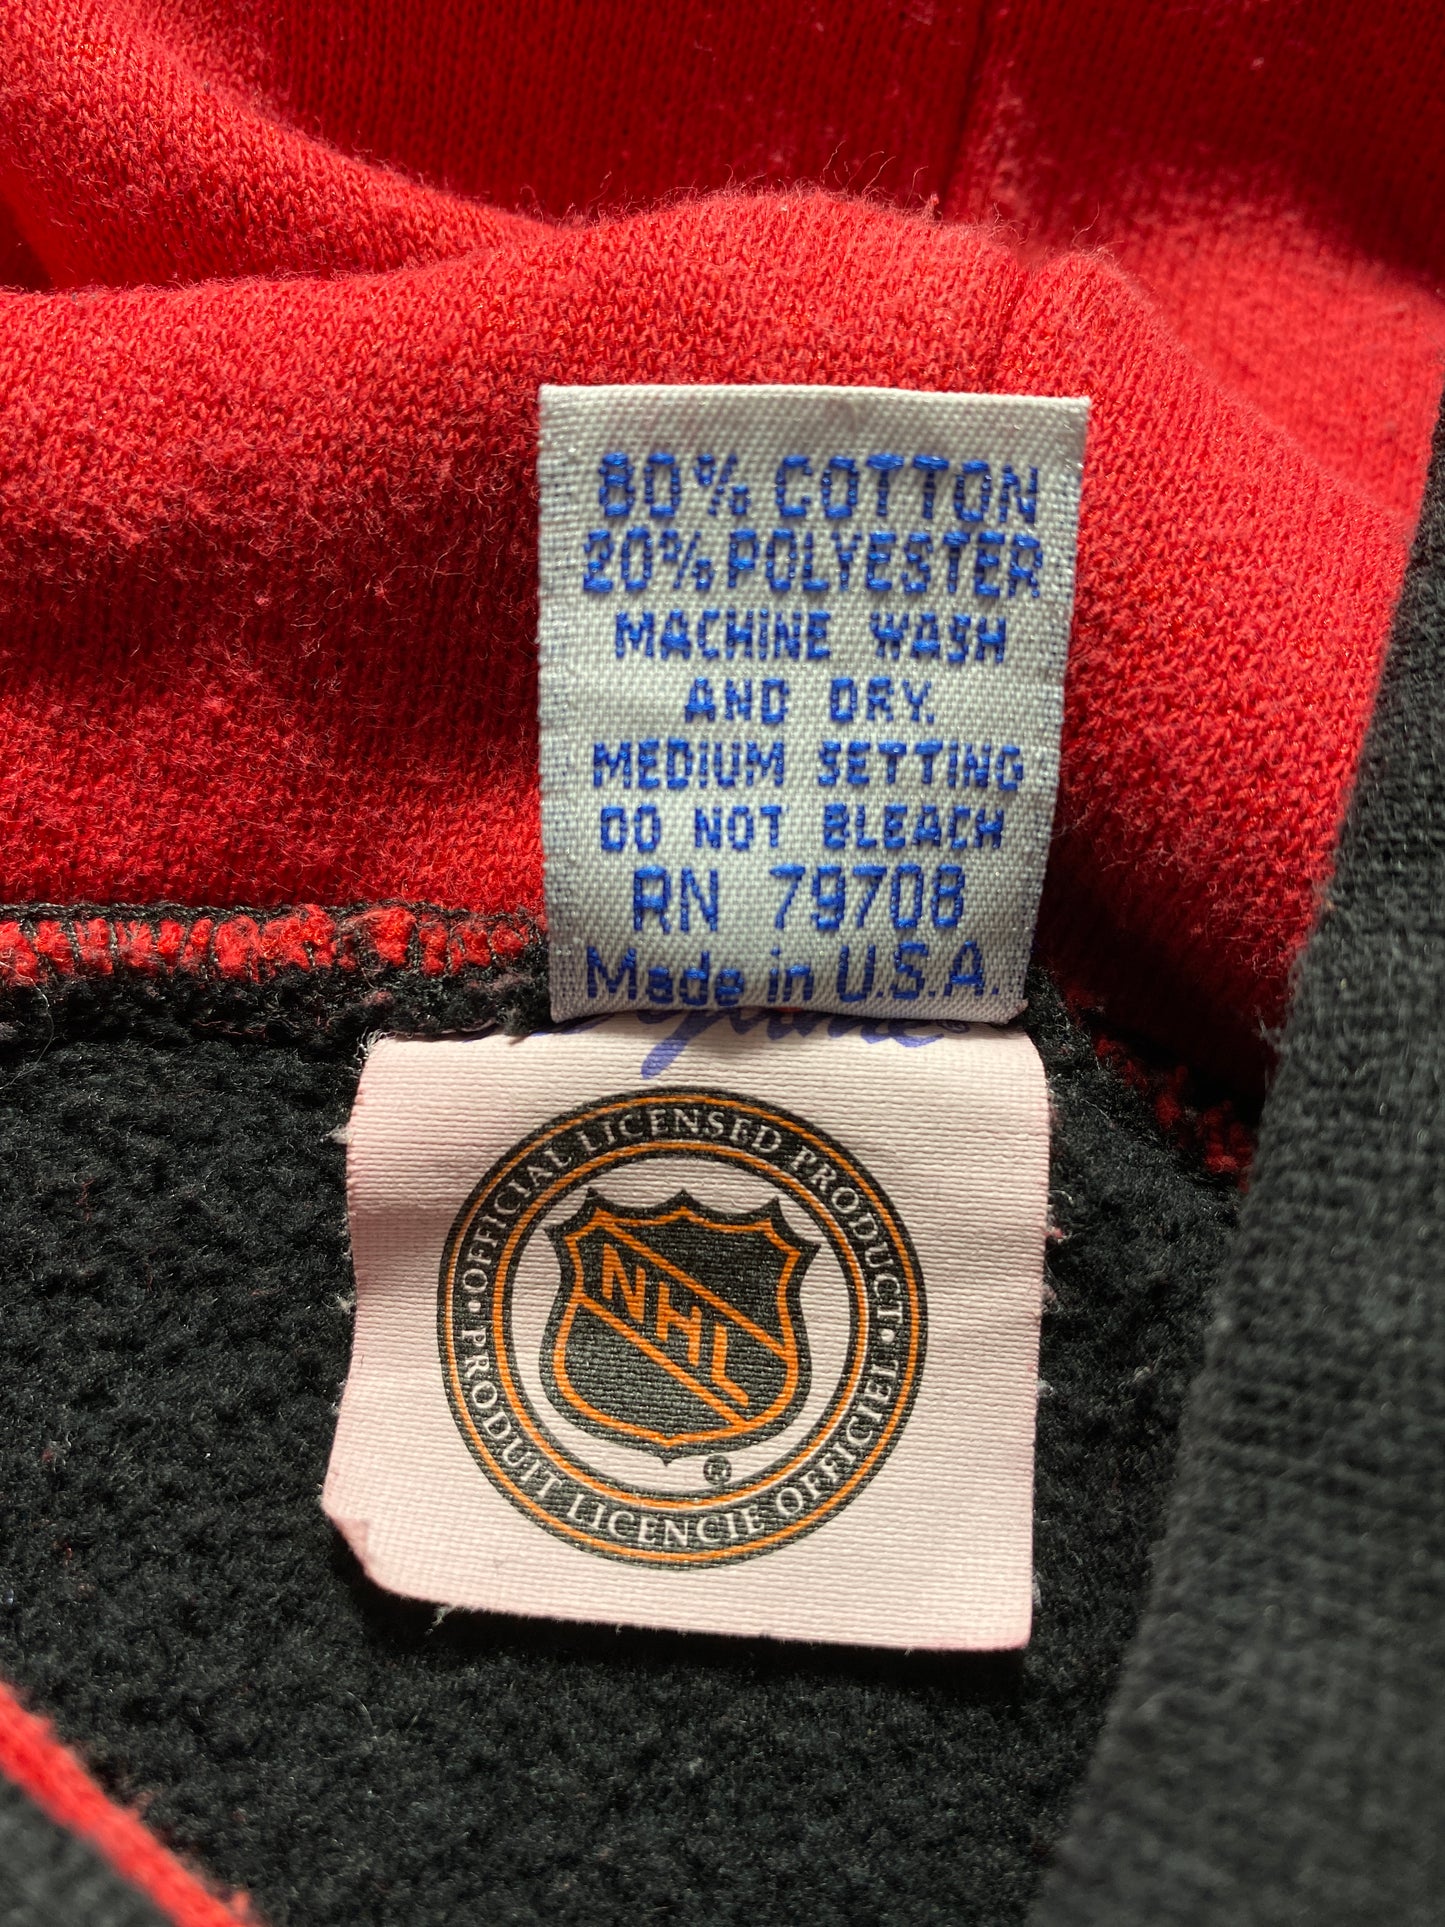 80% COTTON
20% POLYESTER
MACHINE WASH
AND DRY.
MEDIUM SETTING
DO NOT BLEACH
RN 79708
Made in U.S.A.
®
• OFFICIAL LICENSED PRODUCT •
NHL
®
PRODUIT LICENCIE OFFICIEL